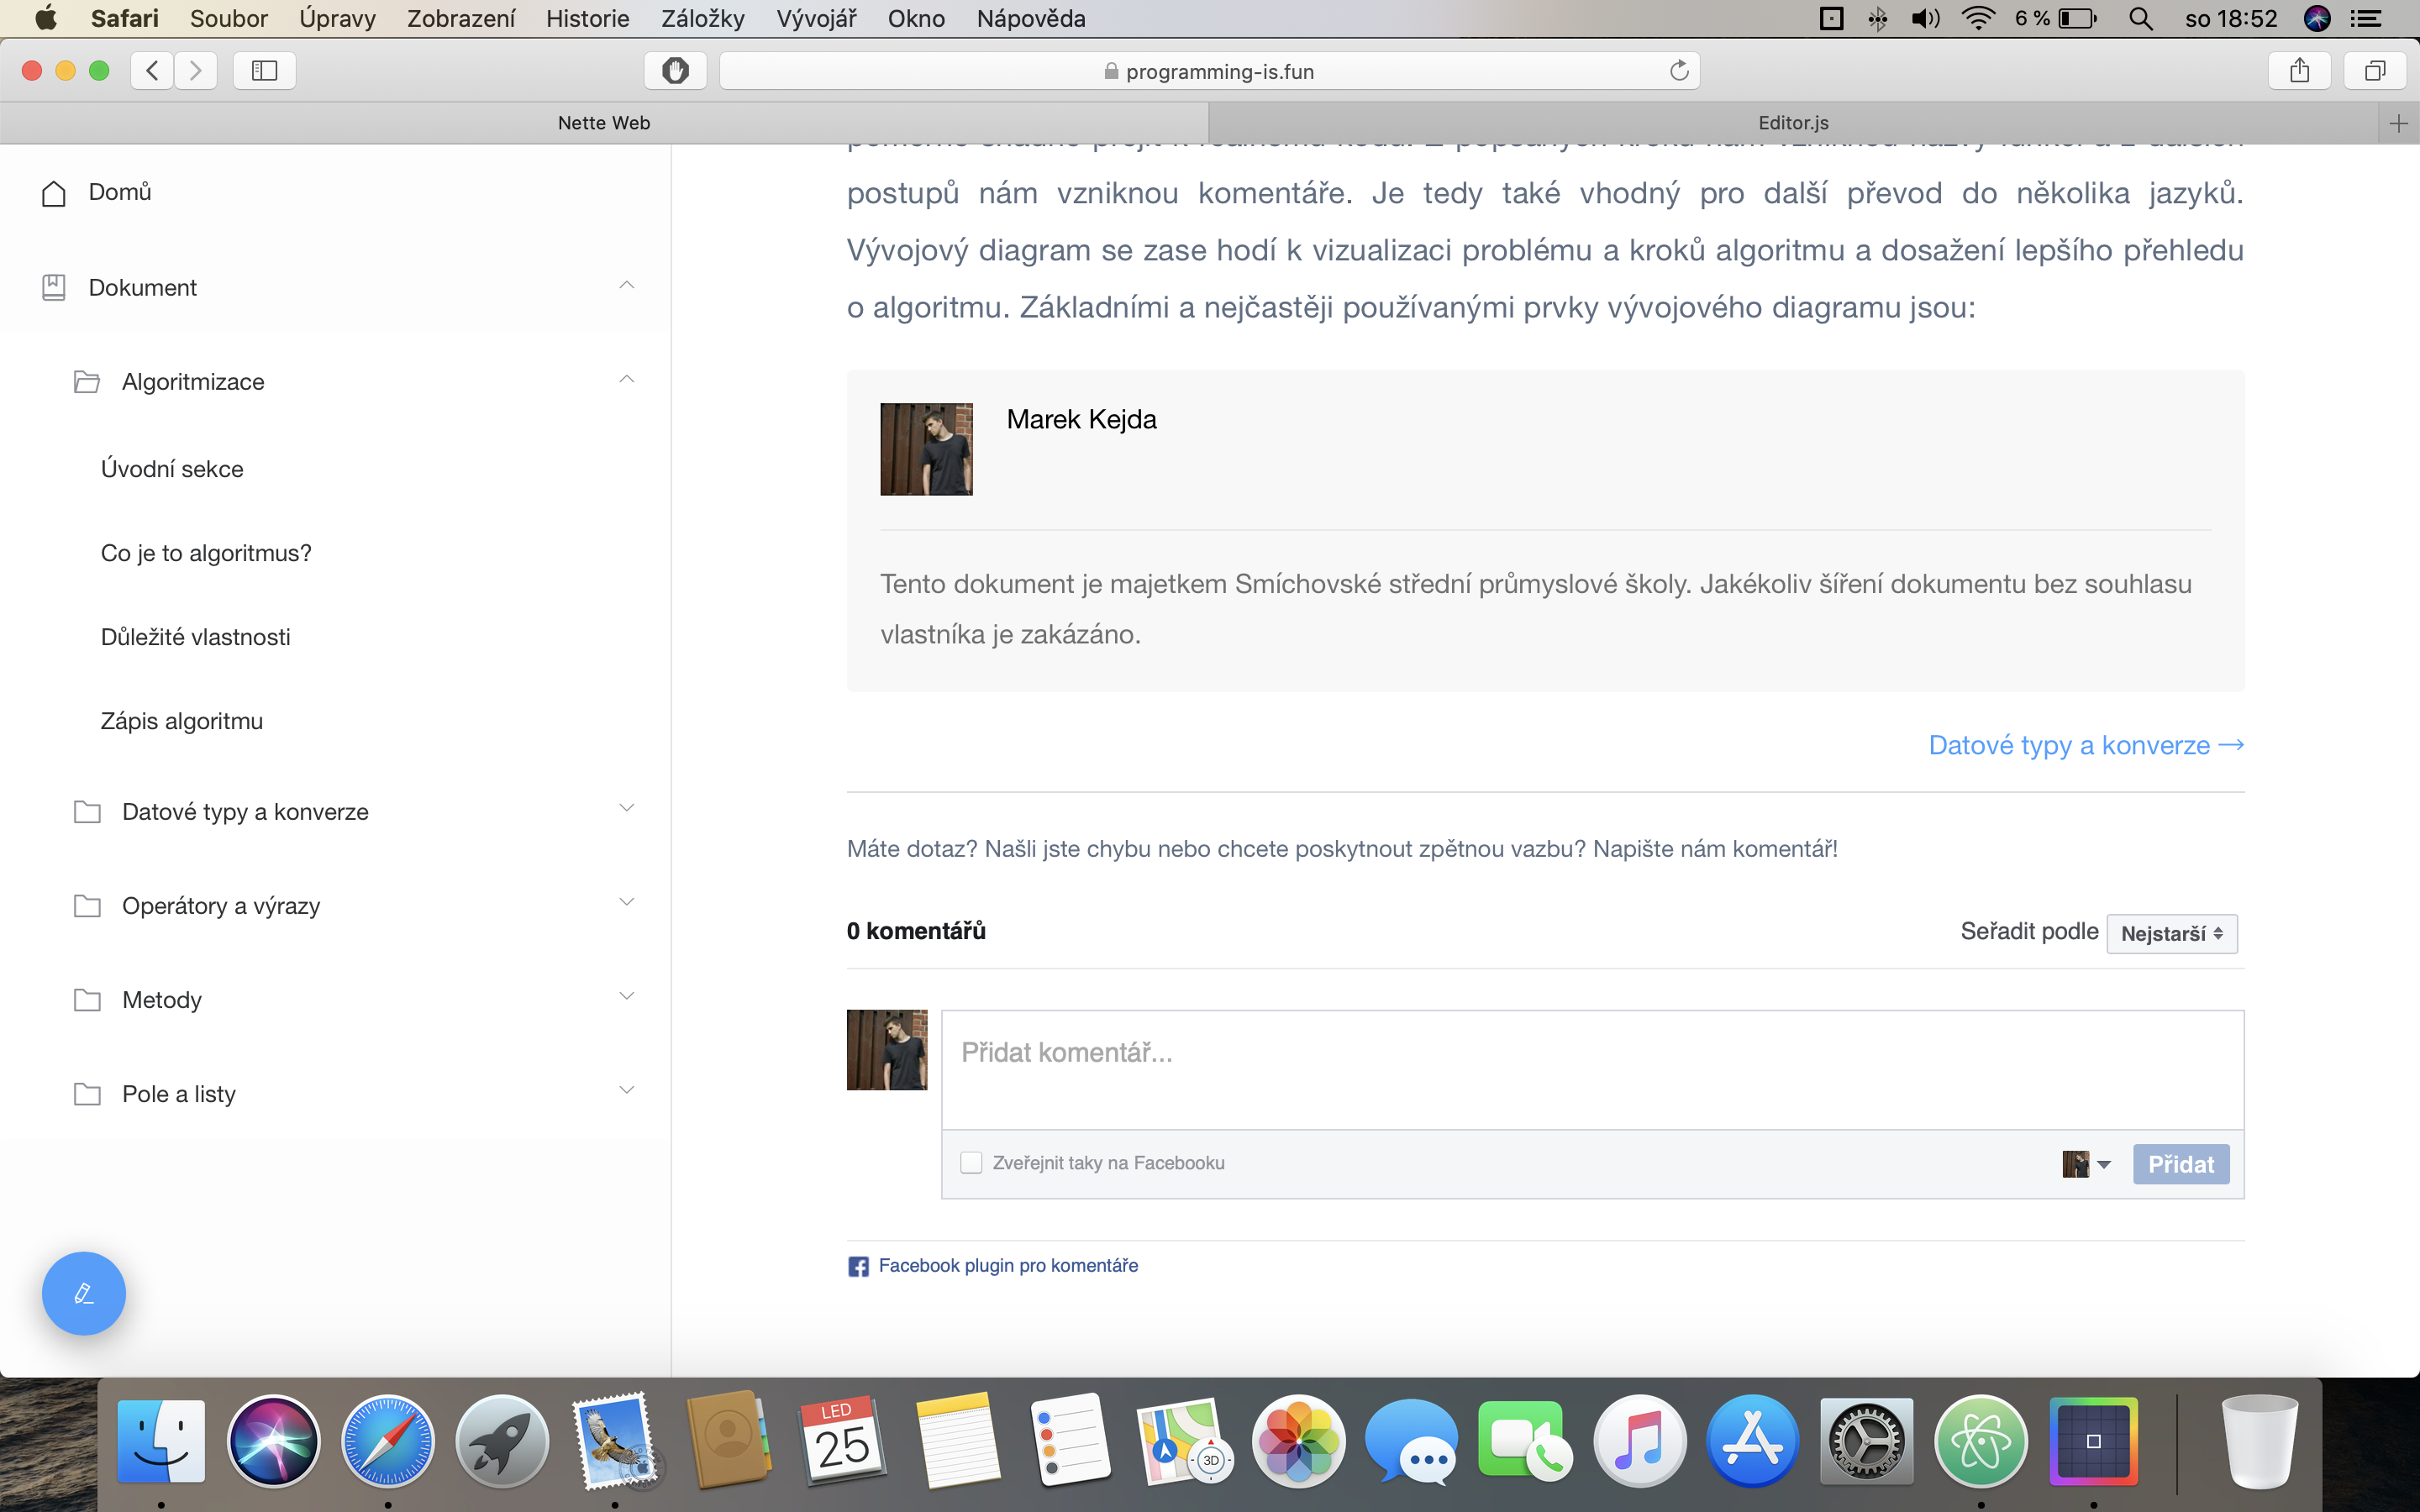 Safari Soubor Úpravy Zobrazení Historie Záložky Vývojář Okno Nápověda 6 % so 18:52
programming-is.fun
Nette Web
Editor.js
Domů
Dokument
Algoritmizace
Úvodní sekce
Co je to algoritmus?
Důležité vlastnosti
Zápis algoritmu
Datové typy a konverze
Operátory a výrazy
Metody
Pole a listy
postupů nám vzniknou komentáře. Je tedy také vhodný pro další převod do několika jazyků.
Vývojový diagram se zase hodí k vizualizaci problému a kroků algoritmu a dosažení lepšího přehledu
o algoritmu. Základními a nejčastěji používanými prvky vývojového diagramu jsou:
Marek Kejda
Tento dokument je majetkem Smíchovské střední průmyslové školy. Jakékoliv šíření dokumentu bez souhlasu
vlastníka je zakázáno.
Datové typy a konverze →
Máte dotaz? Našli jste chybu nebo chcete poskytnout zpětnou vazbu? Napište nám komentář!
0 komentářů
Seřadit podle Nejstarší
Přidat komentář...
Zveřejnit taky na Facebooku
Přidat
Facebook plugin pro komentáře
LED
25
3D